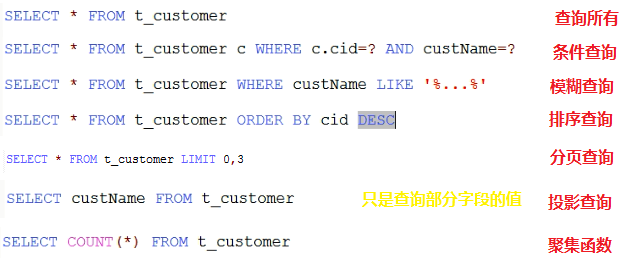 SELECT * FROM t_customer 查询所有
SELECT * FROM t_customer c WHERE c.cid=? AND custName=? 条件查询
SELECT * FROM t_customer WHERE custName LIKE '%...%' 模糊查询
SELECT * FROM t_customer ORDER BY cid DESC 排序查询
SELECT * FROM t_customer LIMIT 0,3 分页查询
SELECT custName FROM t_customer 只是查询部分字段的值 投影查询
SELECT COUNT(*) FROM t_customer 聚集函数